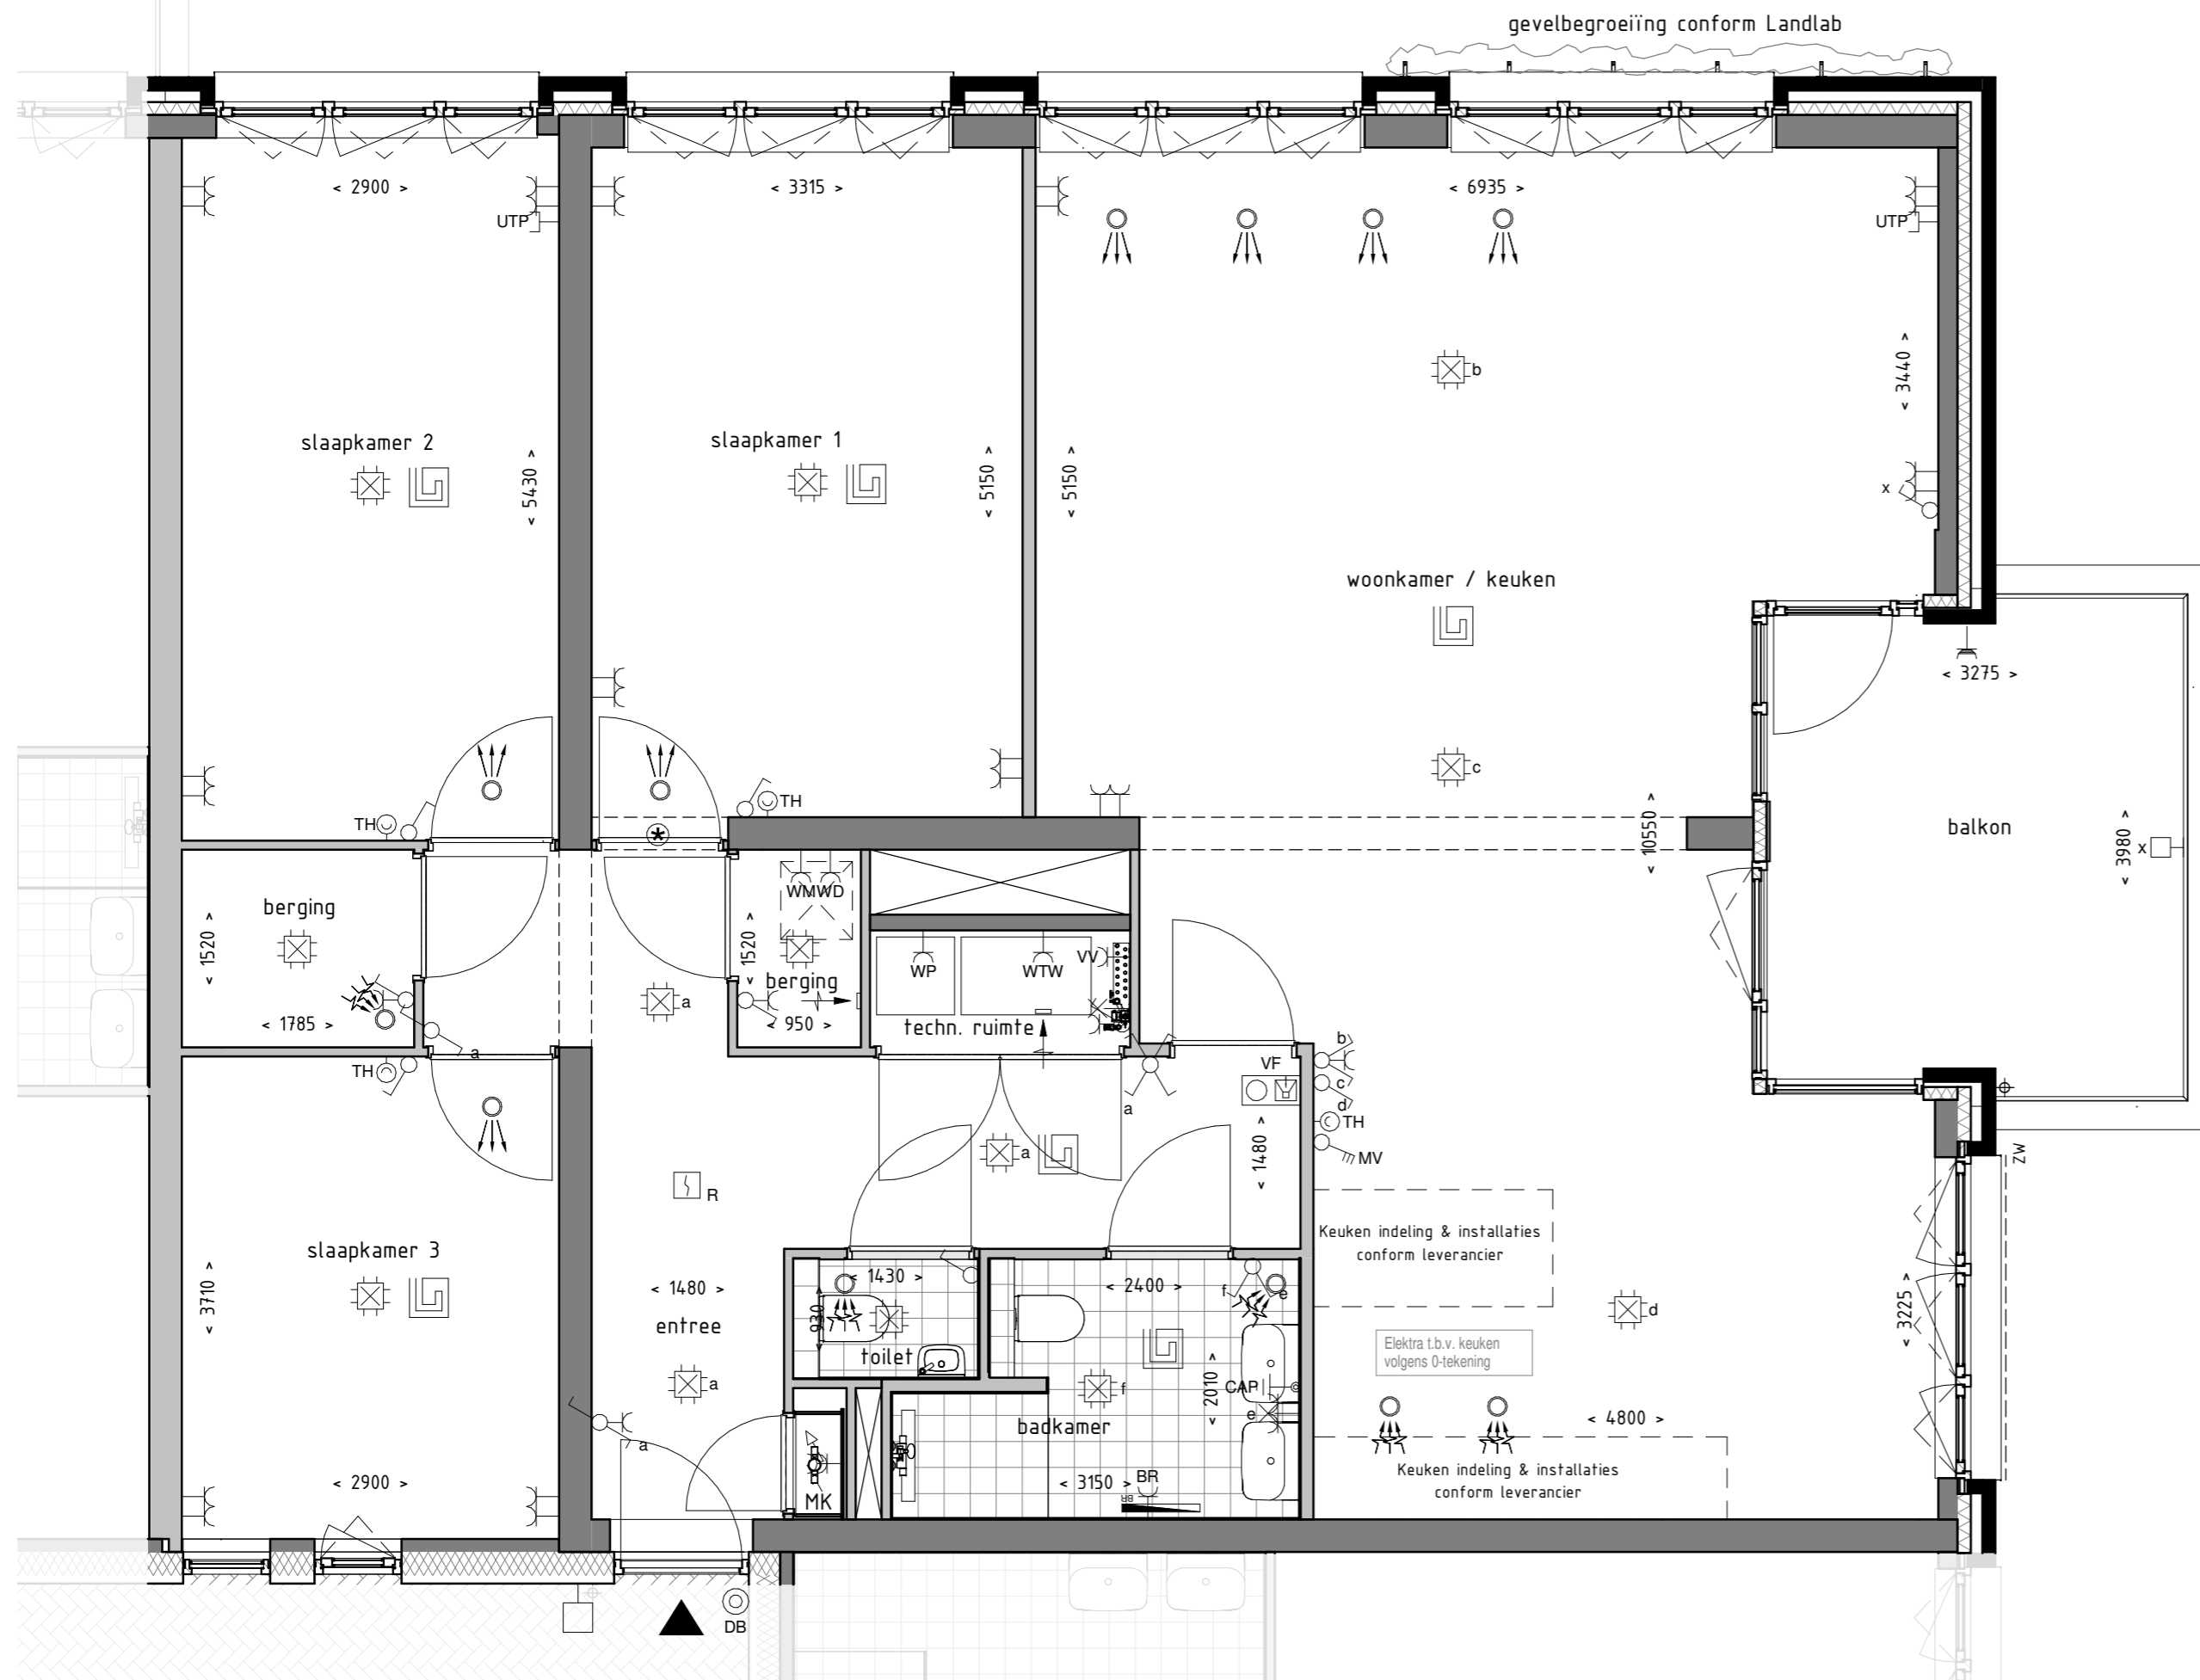 gevelbegroeiïng conform Landlab
< 2900 >
< 3315 >
< 6935 >
UTP
UTP
< 3440 >
b
slaapkamer 2
slaapkamer 1
< 5430 >
< 5150 >
< 5150 >
x
woonkamer / keuken
< 3275 >
c
TH
TH
< 10550 >
balkon
< 3980 >
x
WMWD
berging
< 1520 >
< 1520 >
WP
WTW
VV
berging
a
< 1785 >
< 950 >
techn. ruimte
a
TH
b
VF
c
d
TH
a
< 1480 >
a
MV
ZW
R
Keuken indeling & installaties
conform leverancier
slaapkamer 3
< 3710 >
< 1480 >
< 1430 >
< 2400 >
f
e
930
entree
d
< 3225 >
toilet
Elektra t.b.v. keuken
volgens 0-tekening
a
f
< 2010 >
CAP
e
badkamer
< 4800 >
a
< 2900 >
< 3150 >
BR
BR
Keuken indeling & installaties
conform leverancier
MK
DB